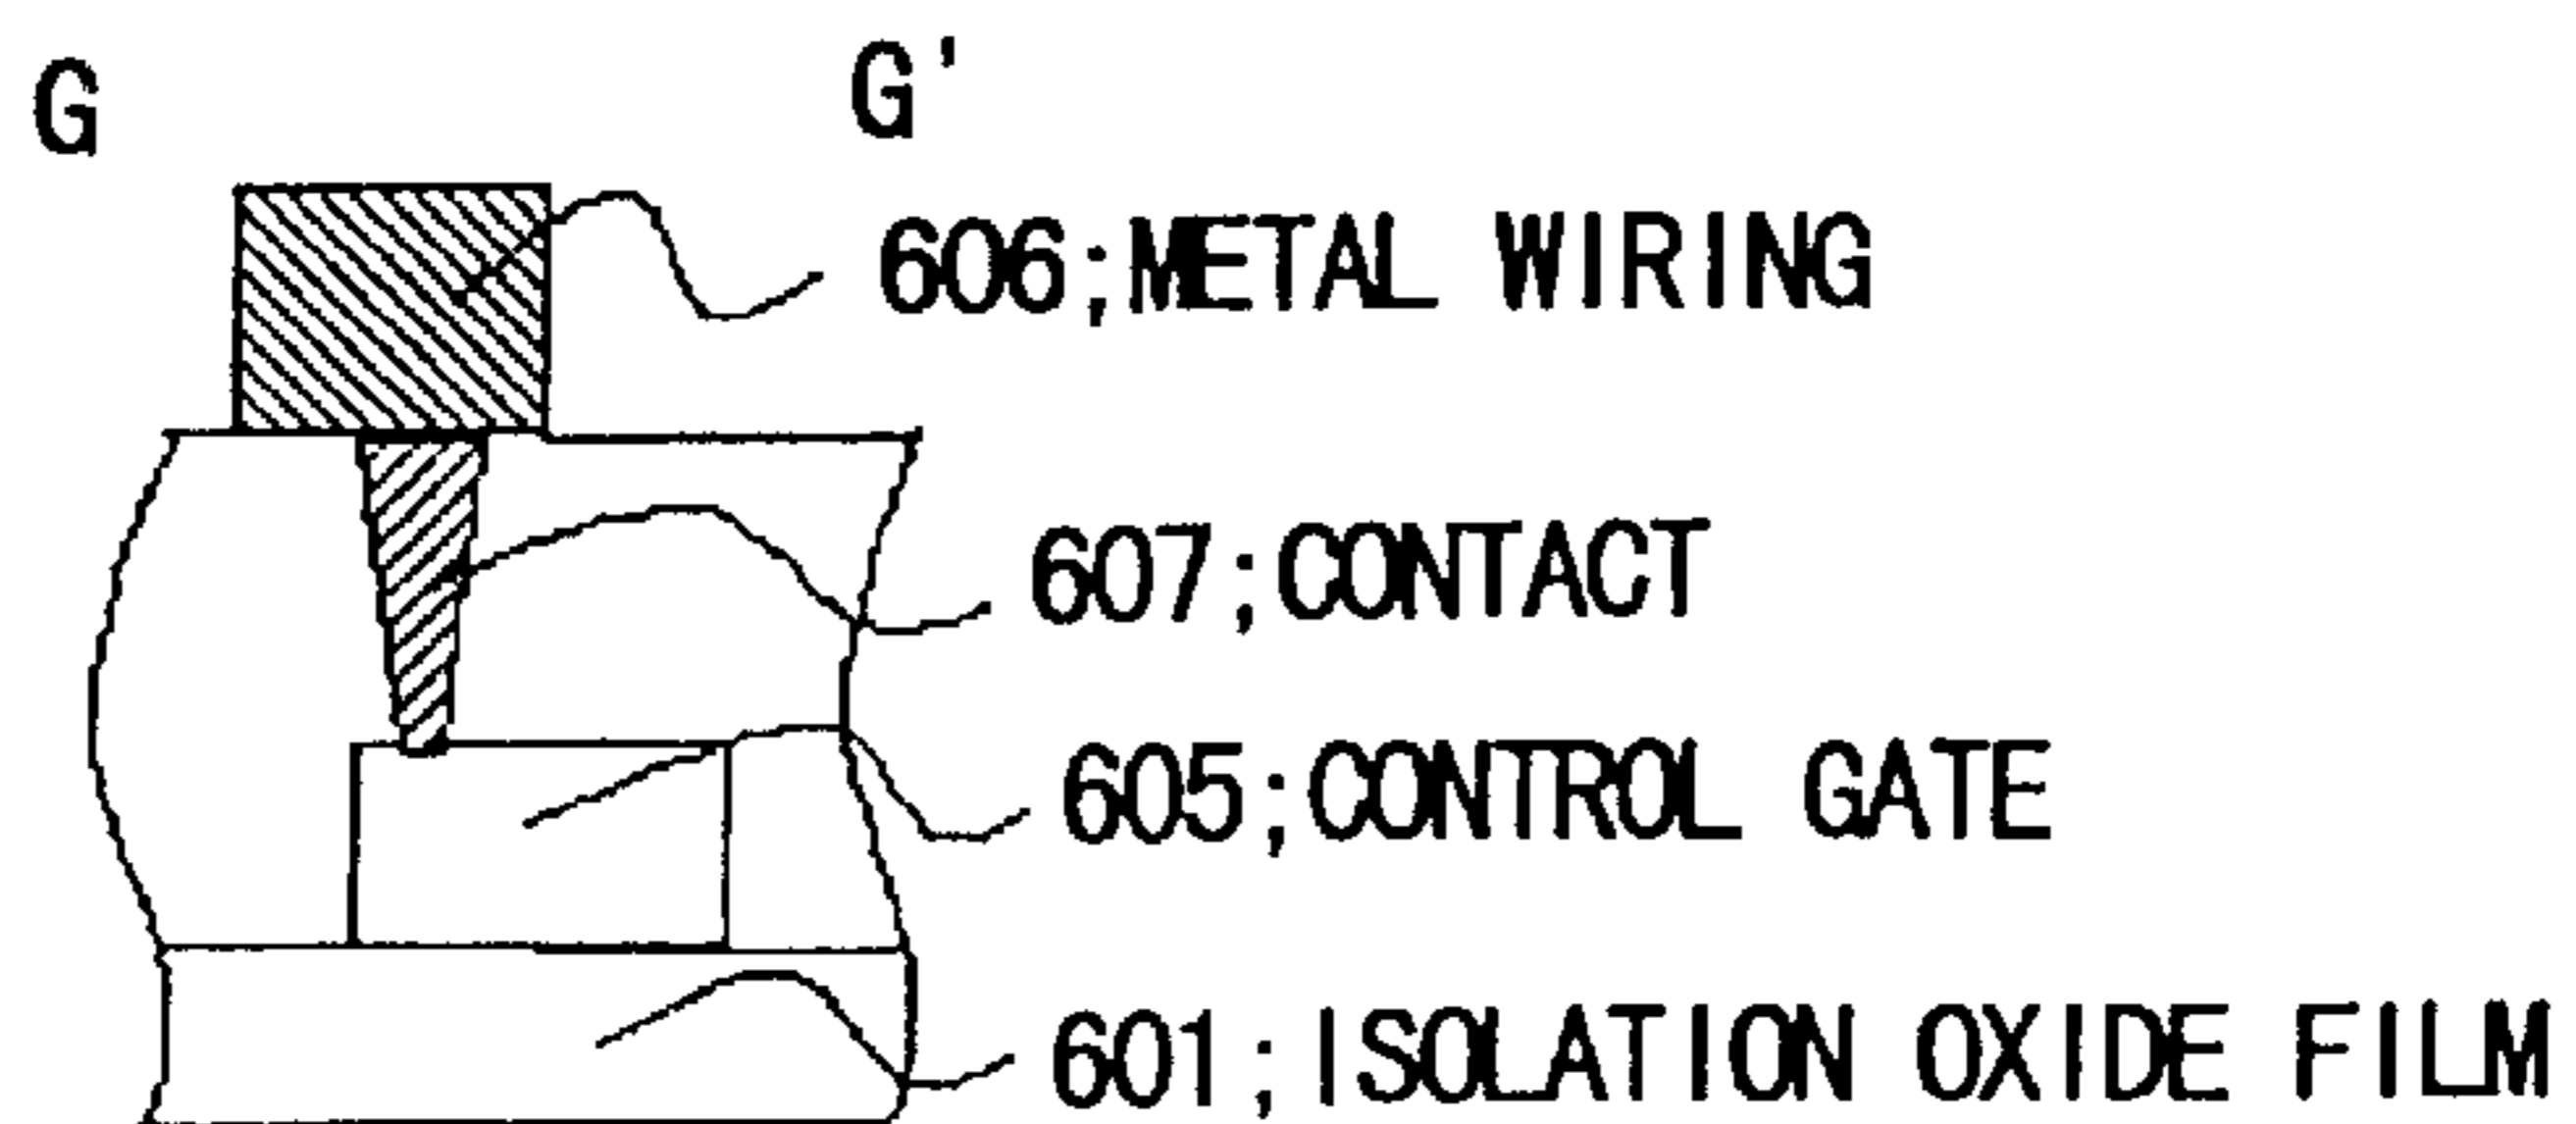 G G'
606;METAL WIRING
607;CONTACT
605;CONTROL GATE
601;ISOLATION OXIDE FILM